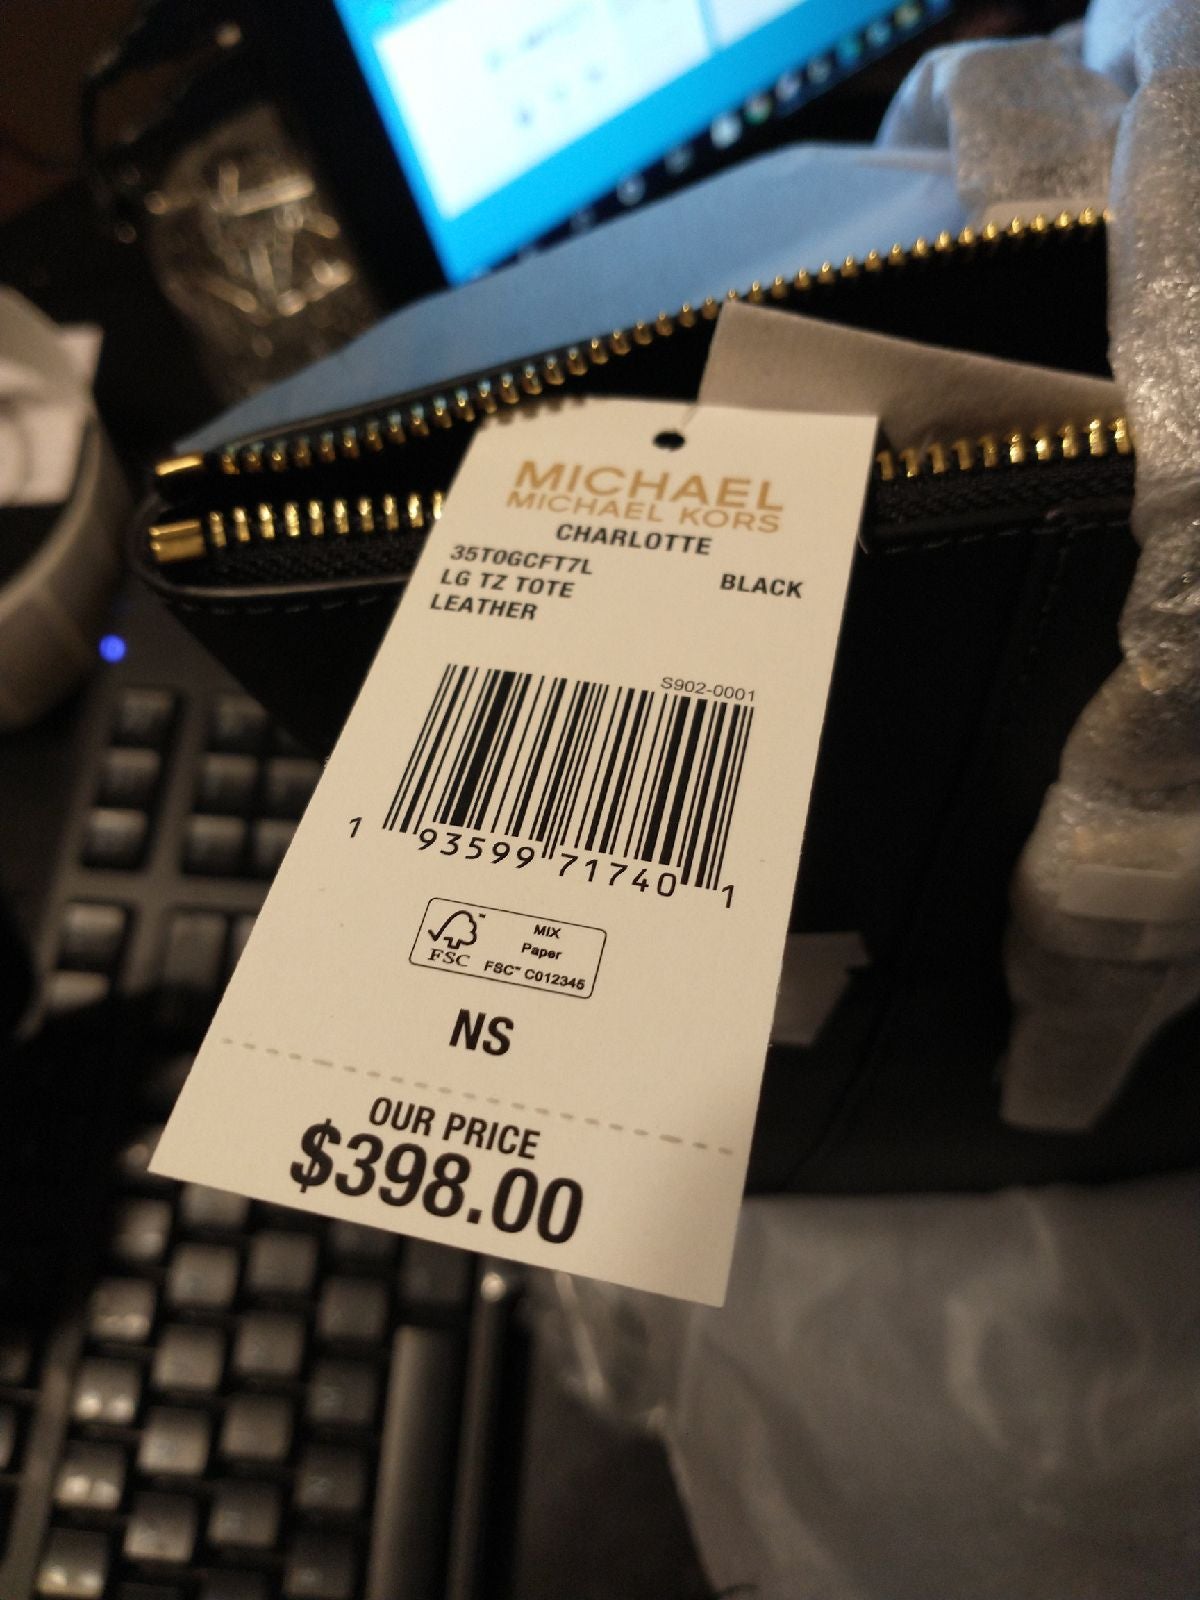 MICHAEL
MICHAEL KORS
CHARLOTTE
35T0GCFT7L
LG TZ TOTE BLACK
LEATHER
S902-0001
1 93599 71740 1
FSC
MIX
Paper
FSC™ C012345
NS
OUR PRICE
$398.00